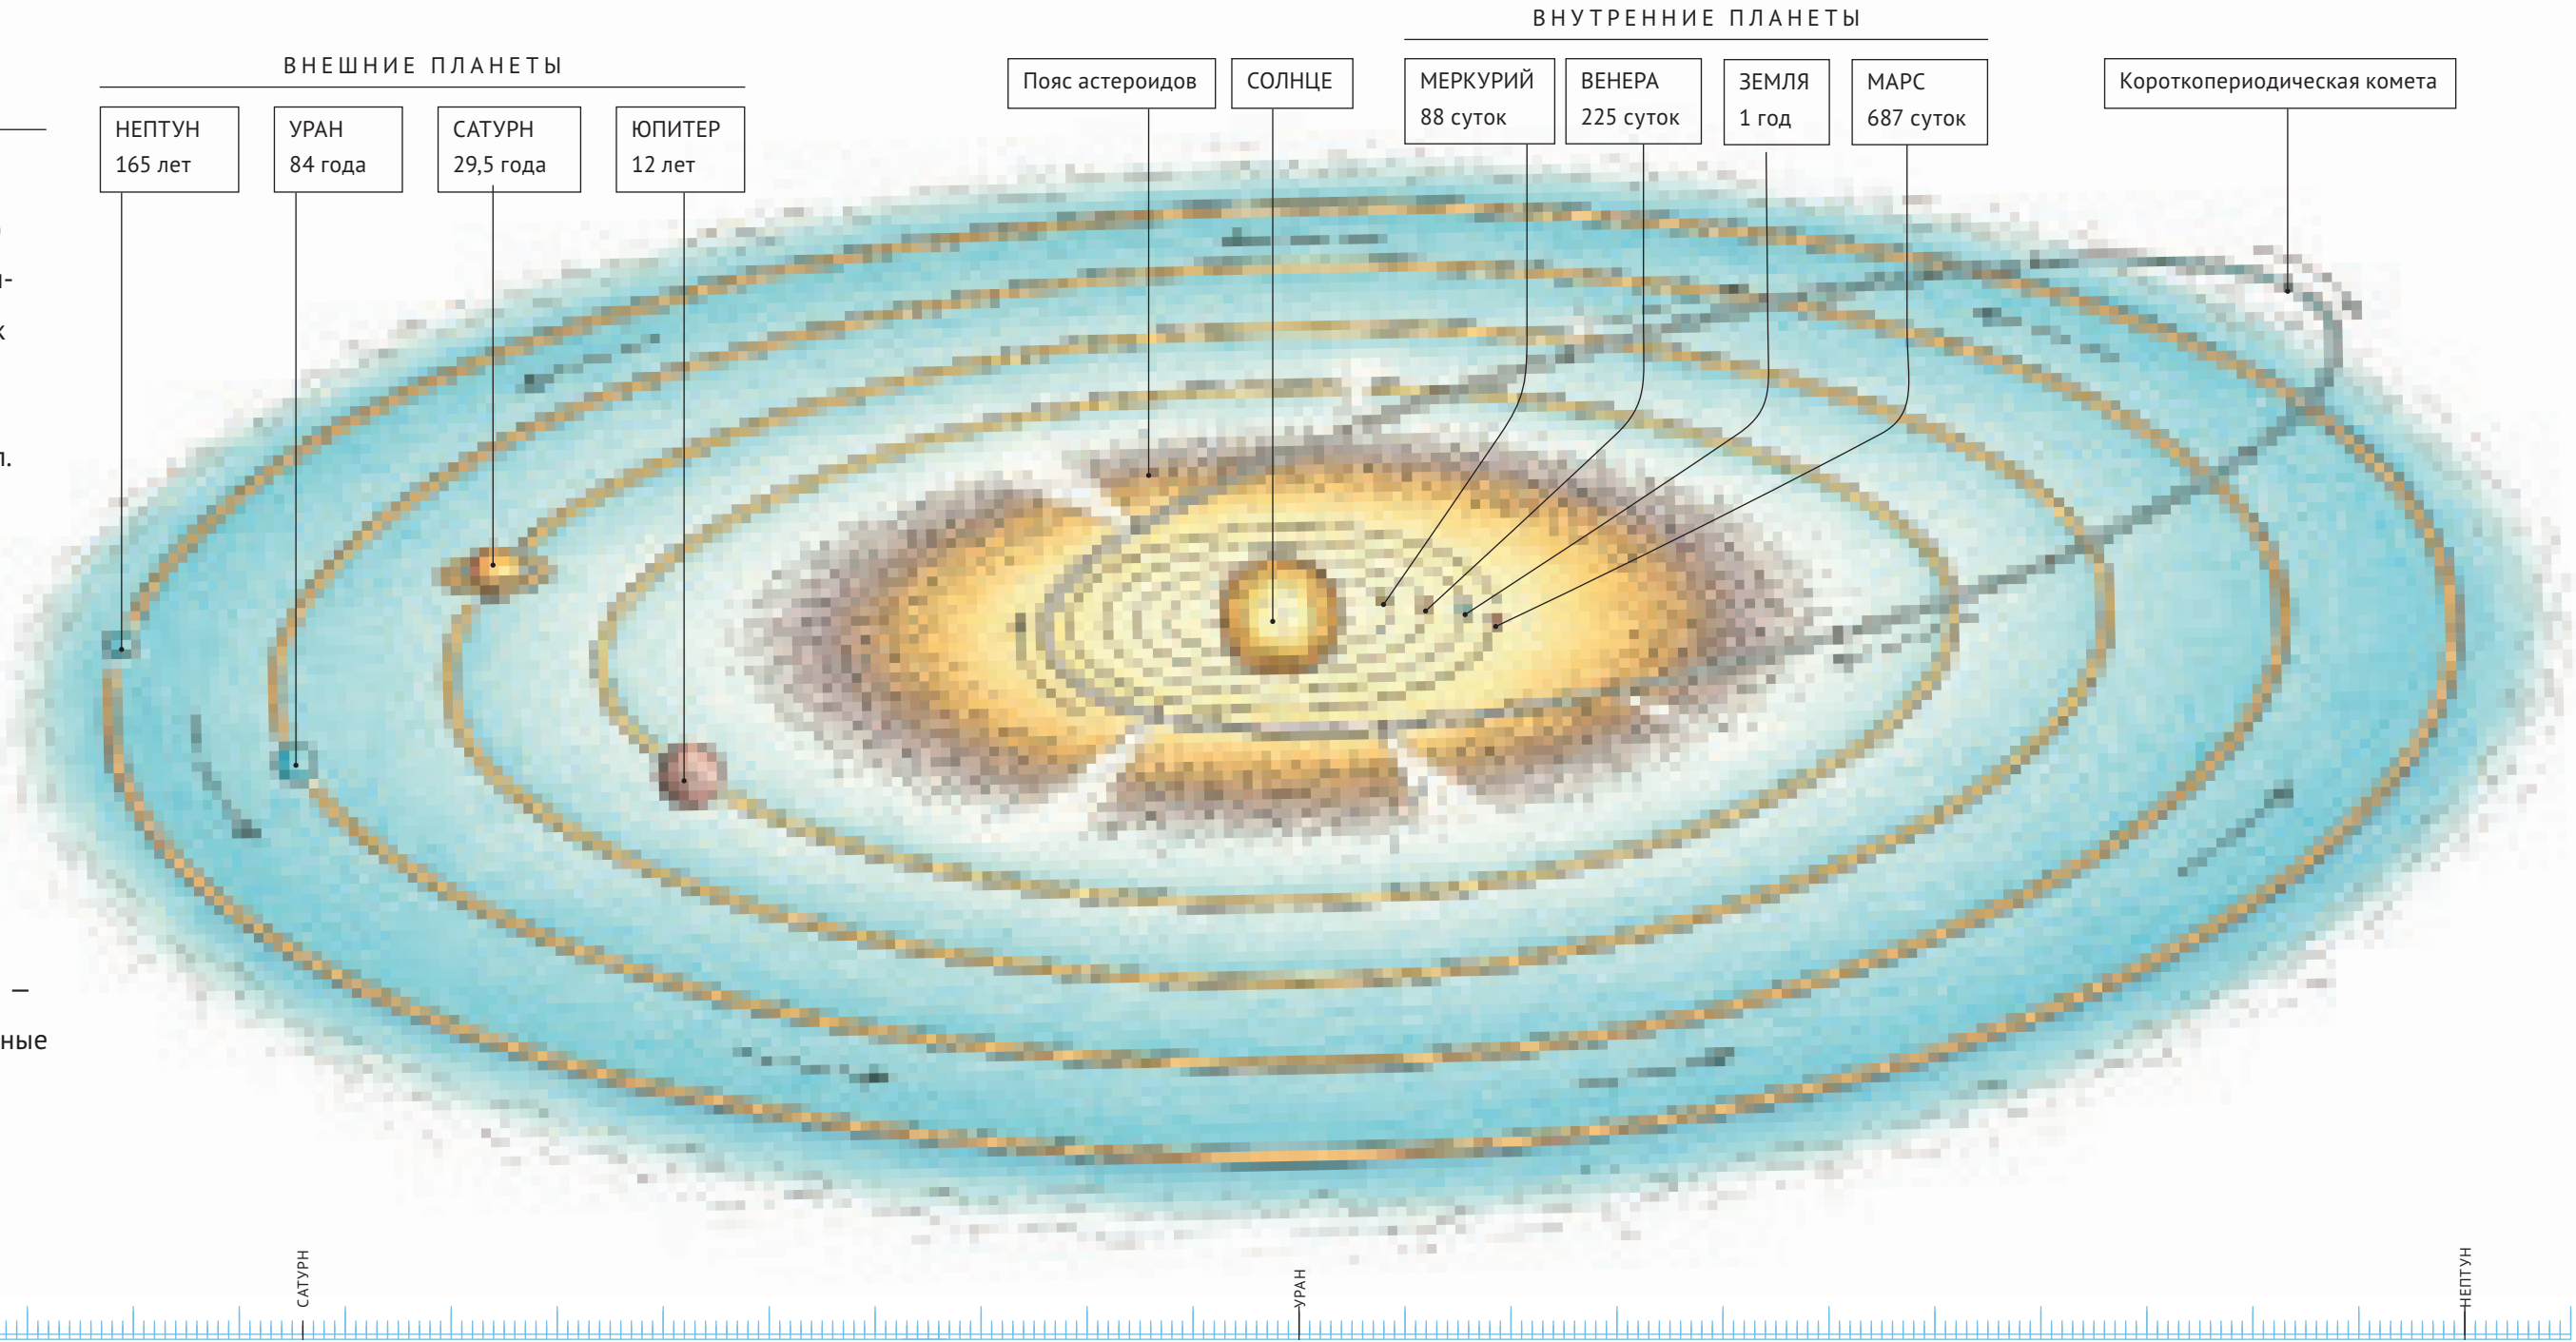 ВНУТРЕННИЕ ПЛАНЕТЫ
ВНЕШНИЕ ПЛАНЕТЫ
Пояс астероидов
СОЛНЦЕ
МЕРКУРИЙ
88 суток
ВЕНЕРА
225 суток
ЗЕМЛЯ
1 год
МАРС
687 суток
Короткопериодическая комета
НЕПТУН
165 лет
УРАН
84 года
САТУРН
29,5 года
ЮПИТЕР
12 лет
–
ные
САТУРН
УРАН
НЕПТУН